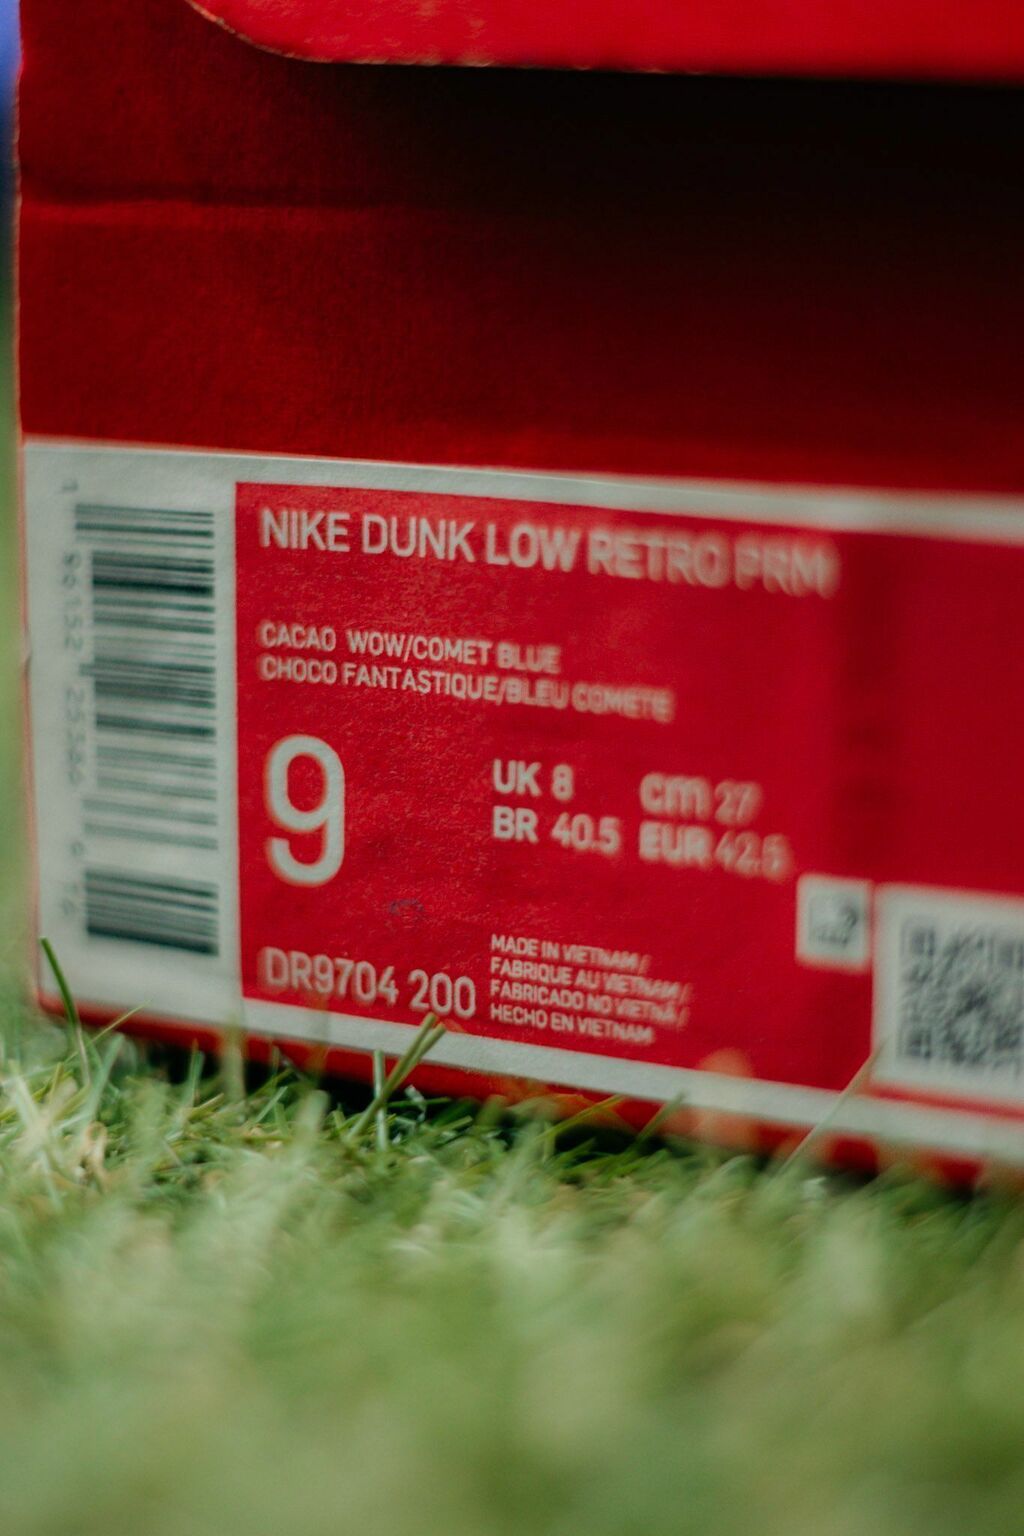 NIKE DUNK LOW RETRO PRM
CACAO WOW/COMET BLUE
CHOCO FANTASTIQUE/BLEU COMETE
9
UK 8
cm 27
BR 40.5
EUR 42.5
DR9704 200
MADE IN VIETNAM /
FABRIQUE AU VIETNAM /
FABRICADO NO VIETNÃ /
HECHO EN VIETNAM